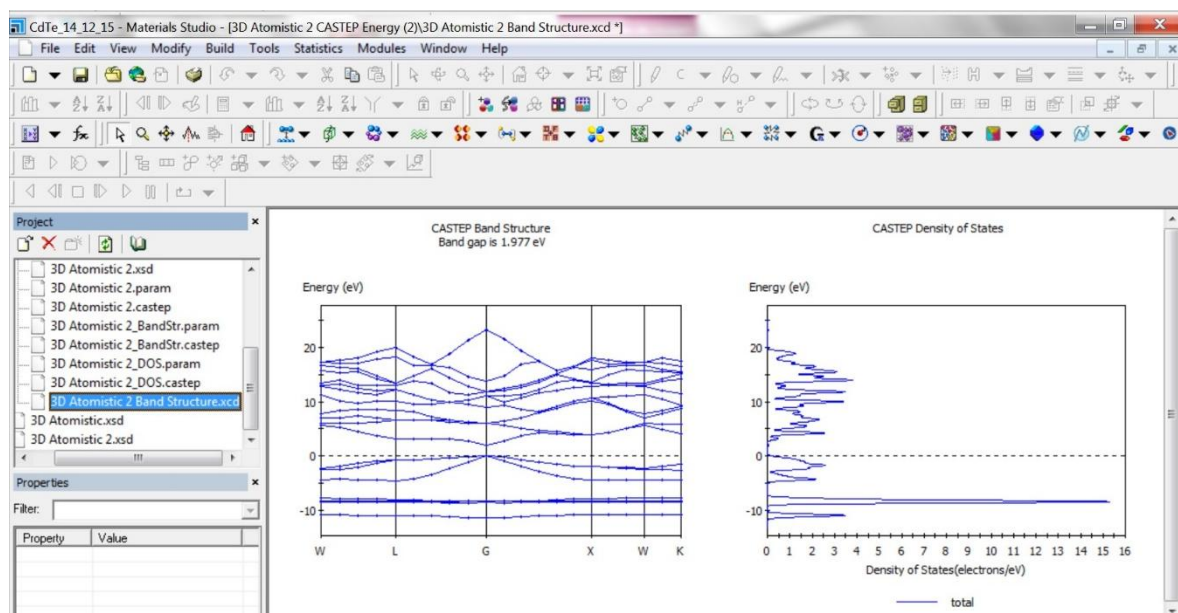 CdTe_14_12_15 - Materials Studio - [3D Atomistic 2 CASTEP Energy (2)\3D Atomistic 2 Band Structure.xcd *]
File Edit View Modify Build Tools Statistics Modules Window Help
Project
3D Atomistic 2.xsd
3D Atomistic 2.param
3D Atomistic 2.castep
3D Atomistic 2_BandStr.param
3D Atomistic 2_BandStr.castep
3D Atomistic 2_DOS.param
3D Atomistic 2_DOS.castep
3D Atomistic 2 Band Structure.xcd
3D Atomistic.xsd
3D Atomistic 2.xsd
Properties
Filter:
Property Value
CASTEP Band Structure
Band gap is 1.977 eV
Energy (eV)
20
10
0
-10
W L G X W K
CASTEP Density of States
Energy (eV)
20
10
0
-10
0 1 2 3 4 5 6 7 8 9 10 11 12 13 14 15 16
Density of States(electrons/eV)
total